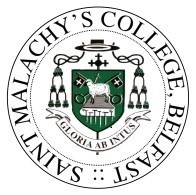 SAINT MALACHY'S COLLEGE, BELFAST ::
GLORIA AB INTUS